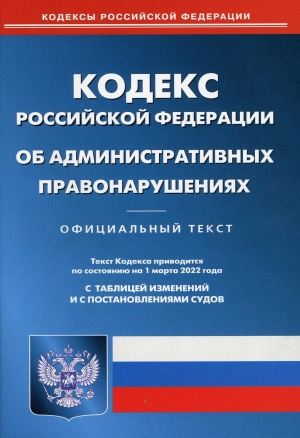 КОДЕКСЫ РОССИЙСКОЙ ФЕДЕРАЦИИ
КОДЕКС
РОССИЙСКОЙ ФЕДЕРАЦИИ
ОБ АДМИНИСТРАТИВНЫХ
ПРАВОНАРУШЕНИЯХ
ОФИЦИАЛЬНЫЙ ТЕКСТ
Текст Кодекса приводится
по состоянию на 1 марта 2022 года
С ТАБЛИЦЕЙ ИЗМЕНЕНИЙ
И С ПОСТАНОВЛЕНИЯМИ СУДОВ